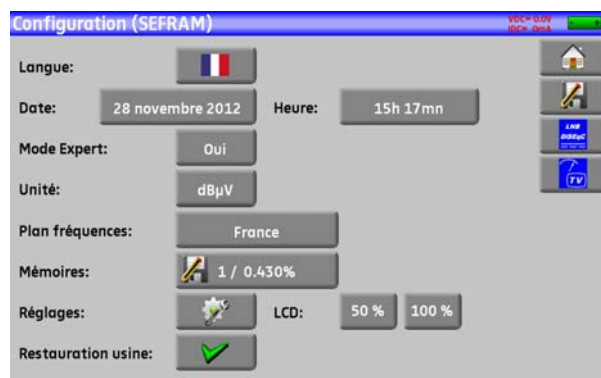 Configuration (SEFRAM)
VDC= 0.0V
IDC= 0mA
Langue:
Date: 28 novembre 2012 Heure: 15h 17mn
Mode Expert: Oui
LNB
DiSEqC
Unité: dBµV
TV
Plan fréquences: France
Mémoires: 1 / 0.430%
Réglages: LCD: 50 % 100 %
Restauration usine: